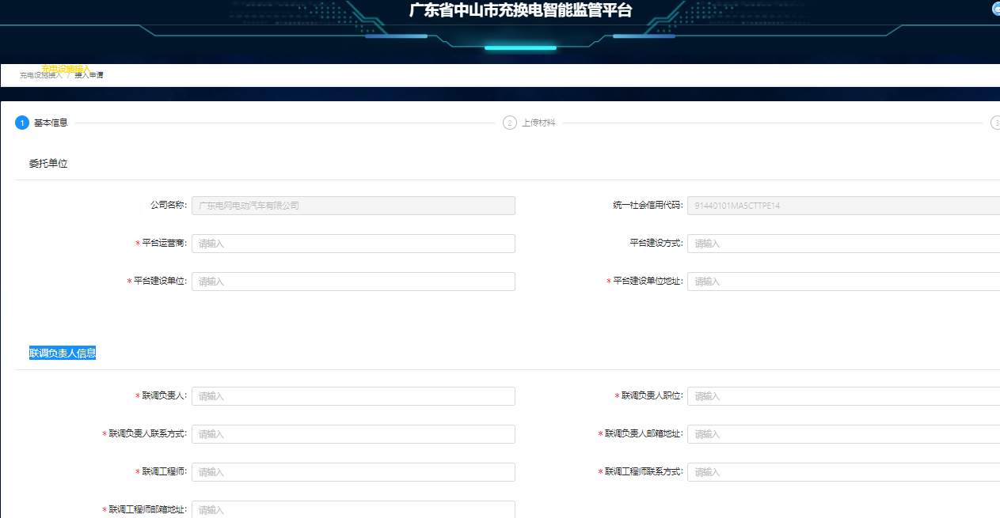 广东省中山市充换电智能监管平台
充电设施接入
充电设施接入 / 接入申请
1 基本信息 2 上传材料 3
委托单位
公司名称: 广东电网电动汽车有限公司 统一社会信用代码: 91440101MA5CTTPE14
* 平台运营商: 请输入 平台建设方式: 请输入
* 平台建设单位: 请输入 * 平台建设单位地址: 请输入
联调负责人信息
* 联调负责人: 请输入 * 联调负责人职位: 请输入
* 联调负责人联系方式: 请输入 * 联调负责人邮箱地址: 请输入
* 联调工程师: 请输入 * 联调工程师联系方式: 请输入
* 联调工程师邮箱地址: 请输入